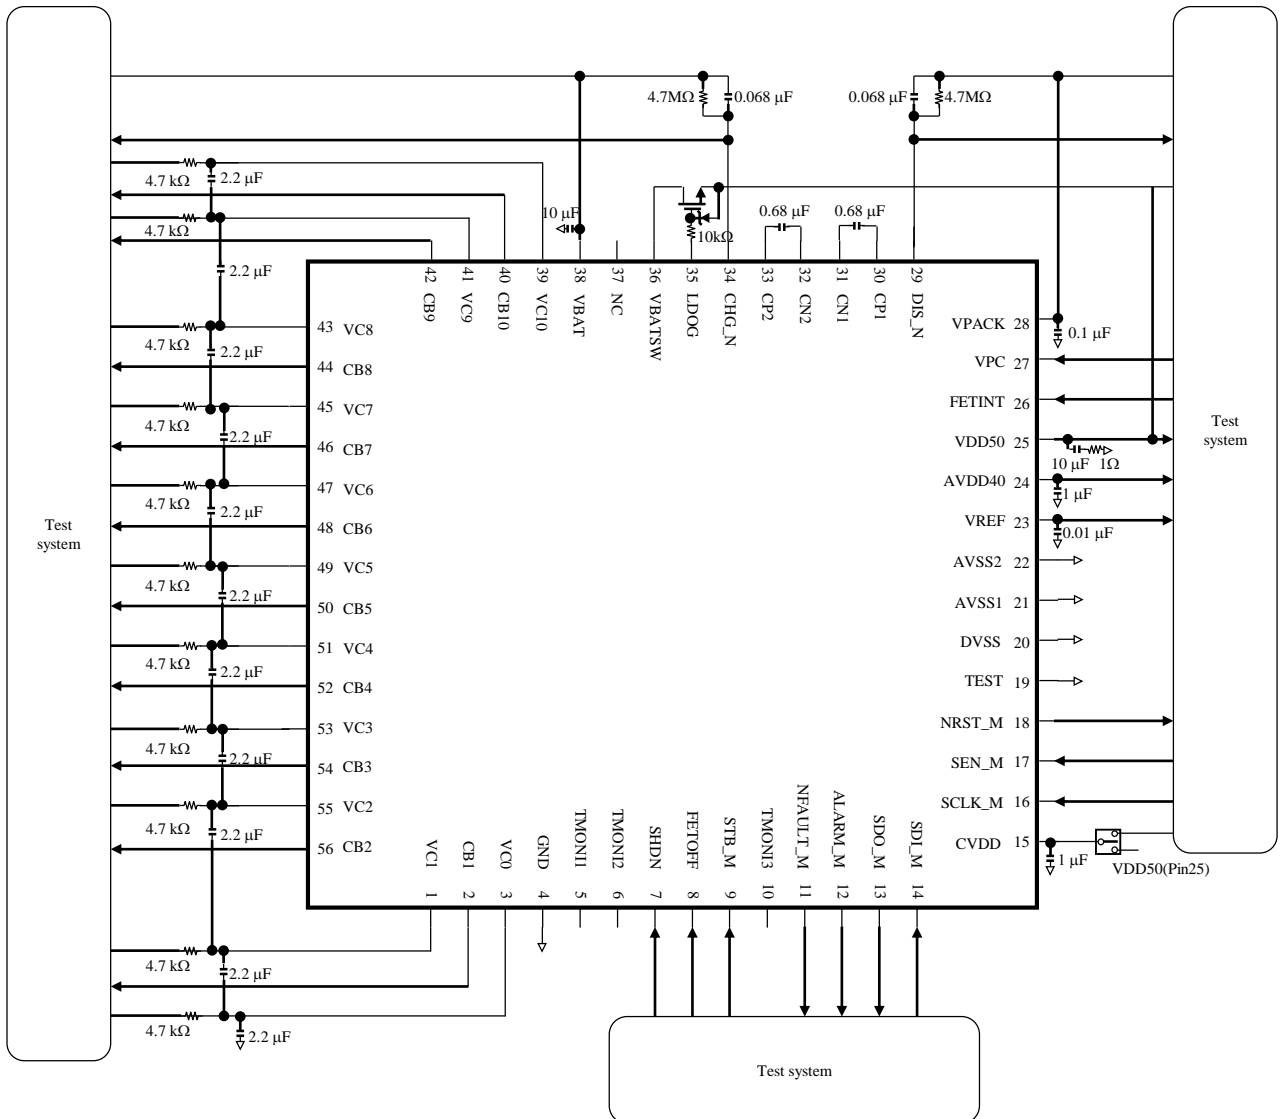 4.7MΩ
0.068 µF
0.068 µF
4.7MΩ
4.7 kΩ
2.2 µF
4.7 kΩ
2.2 µF
10 µF
10kΩ
0.68 µF
0.68 µF
42 CB9
41 VC9
40 CB10
39 VC10
38 VBAT
37 NC
36 VBATSW
35 LDOG
34 CHG_N
33 CP2
32 CN2
31 CN1
30 CP1
29 DIS_N
4.7 kΩ
2.2 µF
43 VC8
44 CB8
4.7 kΩ
2.2 µF
45 VC7
46 CB7
4.7 kΩ
2.2 µF
47 VC6
48 CB6
4.7 kΩ
2.2 µF
49 VC5
50 CB5
4.7 kΩ
2.2 µF
51 VC4
52 CB4
4.7 kΩ
2.2 µF
53 VC3
54 CB3
4.7 kΩ
2.2 µF
55 VC2
56 CB2
4.7 kΩ
2.2 µF
4.7 kΩ
2.2 µF
Test
system
VPACK 28
0.1 µF
VPC 27
FETINT 26
VDD50 25
10 µF 1Ω
AVDD40 24
1 µF
VREF 23
0.01 µF
AVSS2 22
AVSS1 21
DVSS 20
TEST 19
NRST_M 18
SEN_M 17
SCLK_M 16
CVDD 15
1 µF
VDD50(Pin25)
Test
system
VC1 1
CB1 2
VC0 3
GND 4
TMONI1 5
TMONI2 6
SHDN 7
FETOFF 8
STB_M 9
TMONI3 10
NFAULT_M 11
ALARM_M 12
SDO_M 13
SDI_M 14
Test system